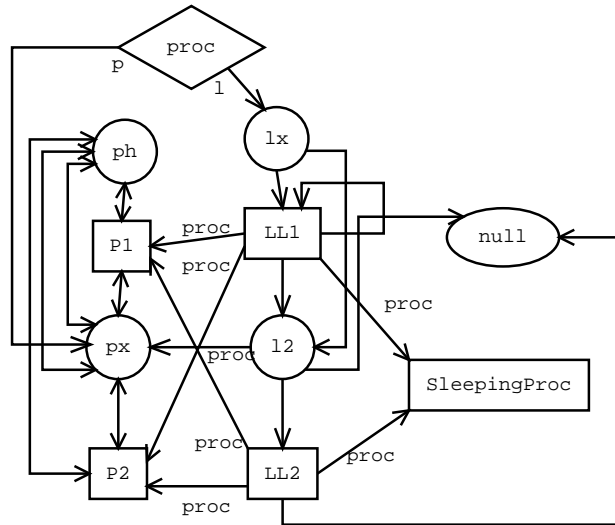 proc
p
l
lx
ph
proc
P1
LL1
null
proc
proc
px
proc
l2
SleepingProc
proc
proc
P2
LL2
proc